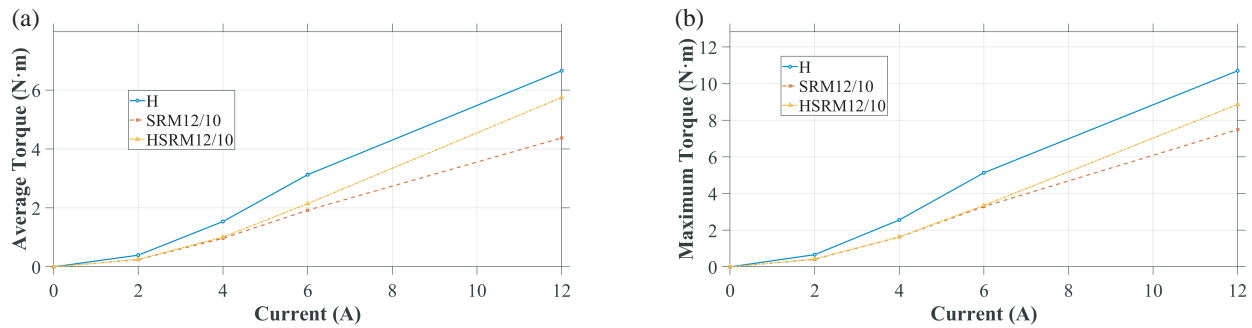 (a)
Average Torque (N·m)
6
4
2
0
H
SRM12/10
HSRM12/10
0 2 4 6 8 10 12
Current (A)
(b)
Maximum Torque (N·m)
12
10
8
6
4
2
0
H
SRM12/10
HSRM12/10
0 2 4 6 8 10 12
Current (A)